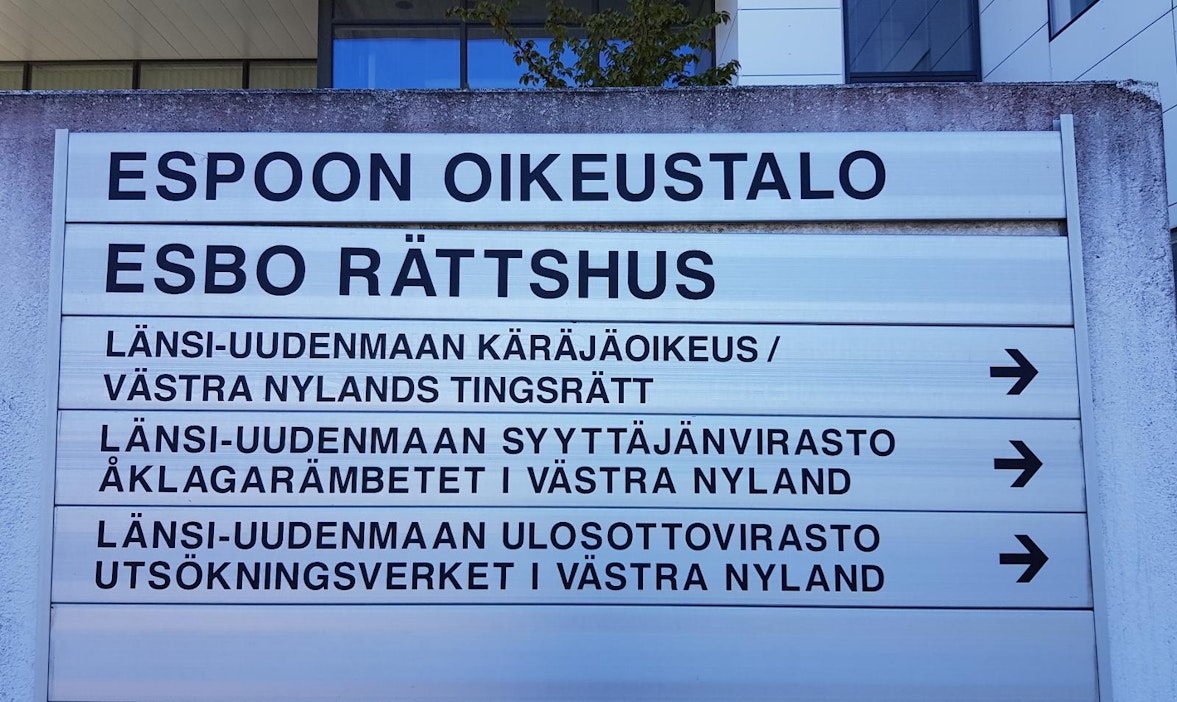 ESPOON OIKEUSTALO
ESBO RÄTTSHUS
LÄNSI-UUDENMAAN KÄRÄJÄOIKEUS /
VÄSTRA NYLANDS TINGSRÄTT
LÄNSI-UUDENMAAN SYYTTÄJÄNVIRASTO
ÅKLAGARÄMBETET I VÄSTRA NYLAND
LÄNSI-UUDENMAAN ULOSOTTOVIRASTO
UTSÖKNINGSVERKET I VÄSTRA NYLAND